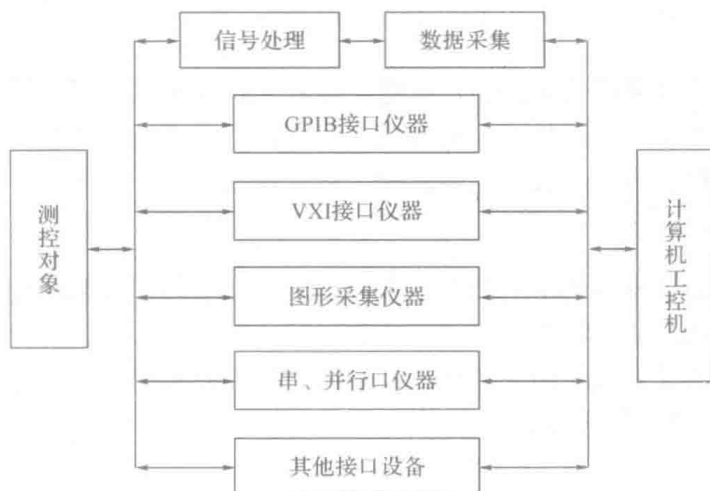 信号处理
数据采集
GPIB接口仪器
VXI接口仪器
测控对象
计算机工控机
图形采集仪器
串、并行口仪器
其他接口设备